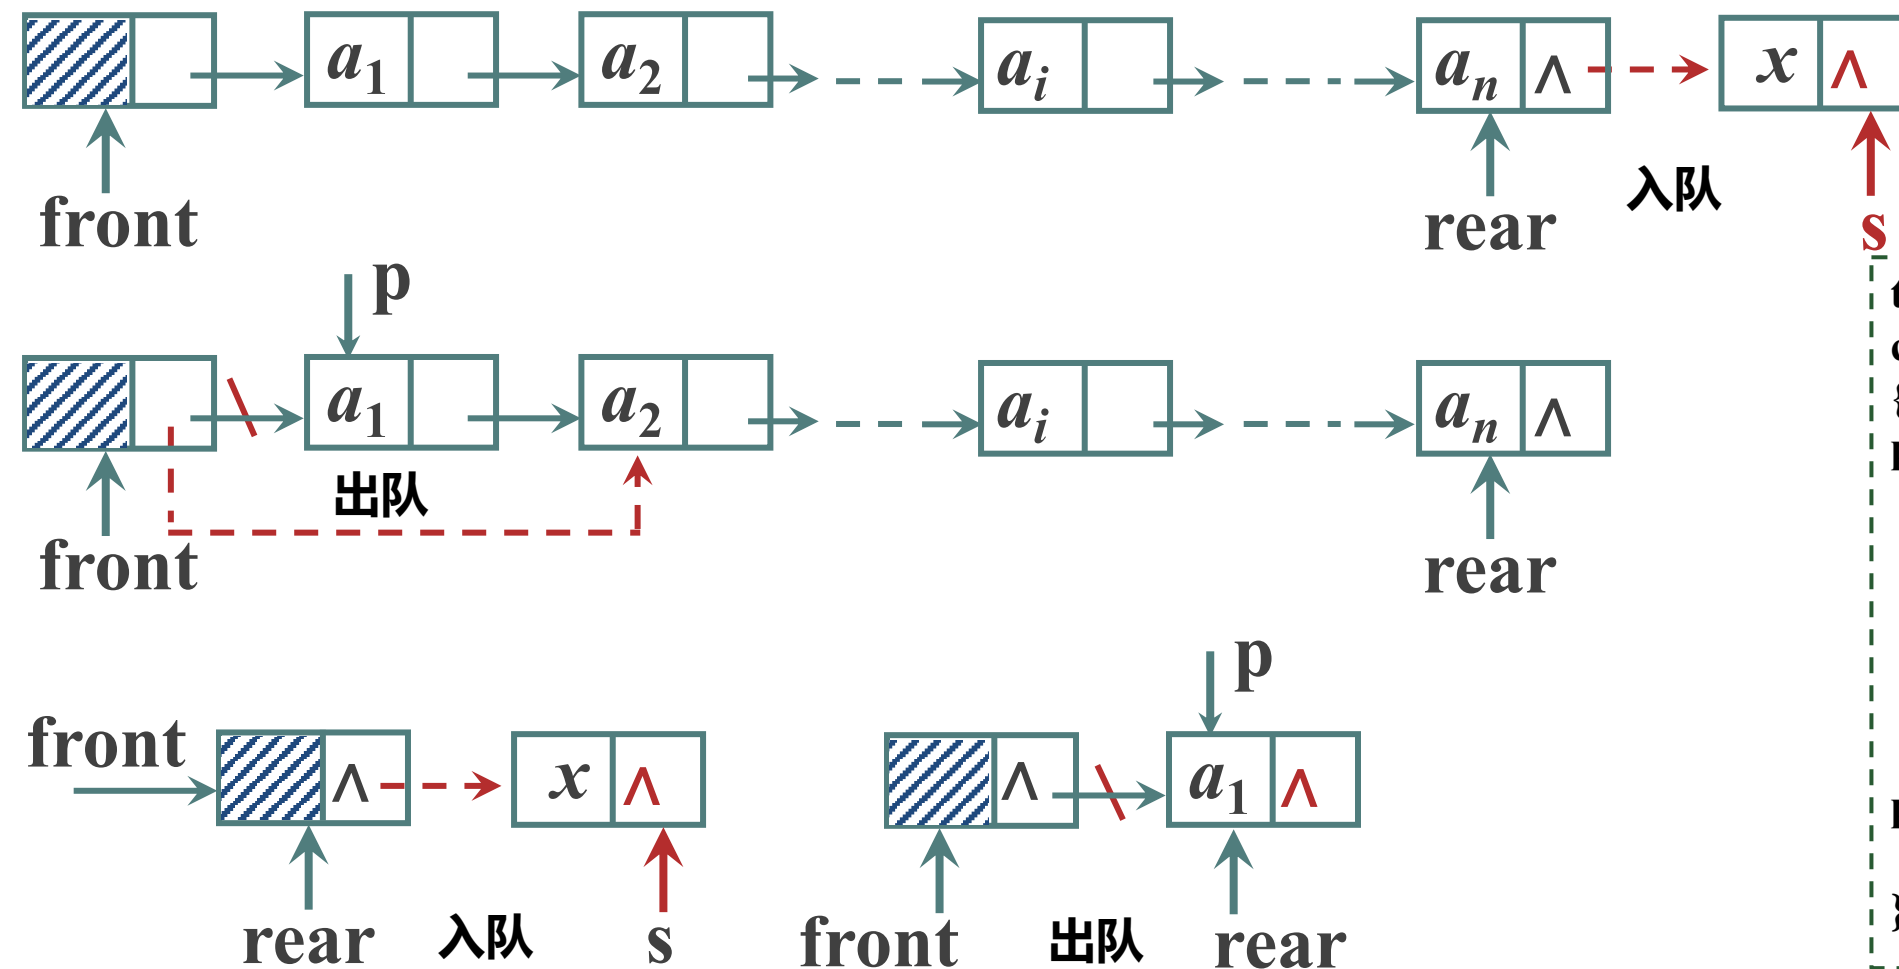 a1 a2 ai an ∧ x ∧
入队
front rear s
p
a1 a2 ai an ∧
出队
front rear
p
front ∧ x ∧ ∧ a1 ∧
rear 入队 s front 出队 rear